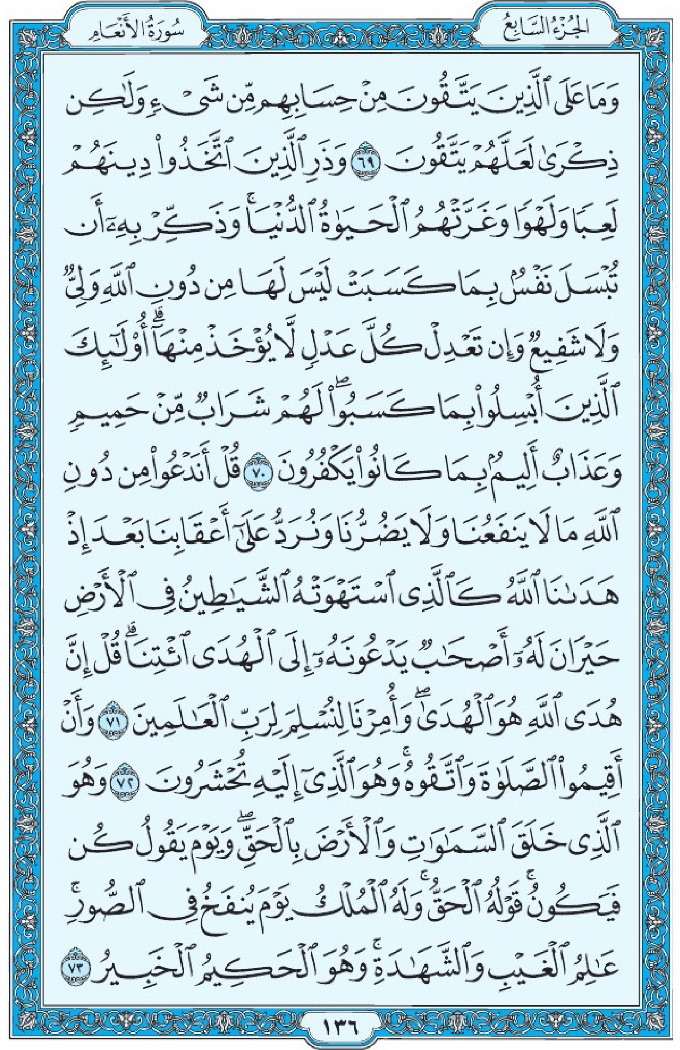 الجُزْءُ السَّابِعُ
سُورَةُ الأَنْعَامِ
وَمَا عَلَى ٱلَّذِينَ يَتَّقُونَ مِنْ حِسَابِهِم مِّن شَىْءٍ وَلَٰكِن
ذِكْرَىٰ لَعَلَّهُمْ يَتَّقُونَ ٦٩ وَذَرِ ٱلَّذِينَ ٱتَّخَذُوا۟ دِينَهُمْ
لَعِبًا وَلَهْوًا وَغَرَّتْهُمُ ٱلْحَيَوٰةُ ٱلدُّنْيَا ۚ وَذَكِّرْ بِهِۦٓ أَن
تُبْسَلَ نَفْسٌۢ بِمَا كَسَبَتْ لَيْسَ لَهَا مِن دُونِ ٱللَّهِ وَلِىٌّ
وَلَا شَفِيعٌ وَإِن تَعْدِلْ كُلَّ عَدْلٍ لَّا يُؤْخَذْ مِنْهَآ ۗ أُو۟لَٰٓئِكَ
ٱلَّذِينَ أُبْسِلُوا۟ بِمَا كَسَبُوا۟ ۖ لَهُمْ شَرَابٌ مِّنْ حَمِيمٍ
وَعَذَابٌ أَلِيمٌۢ بِمَا كَانُوا۟ يَكْفُرُونَ ٧٠ قُلْ أَنَدْعُوا۟ مِن دُونِ
ٱللَّهِ مَا لَا يَنفَعُنَا وَلَا يَضُرُّنَا وَنُرَدُّ عَلَىٰٓ أَعْقَابِنَا بَعْدَ إِذْ
هَدَىٰنَا ٱللَّهُ كَٱلَّذِى ٱسْتَهْوَتْهُ ٱلشَّيَٰطِينُ فِى ٱلْأَرْضِ
حَيْرَانَ لَهُۥٓ أَصْحَٰبٌ يَدْعُونَهُۥٓ إِلَى ٱلْهُدَى ٱئْتِنَا ۗ قُلْ إِنَّ
هُدَى ٱللَّهِ هُوَ ٱلْهُدَىٰ ۖ وَأُمِرْنَا لِنُسْلِمَ لِرَبِّ ٱلْعَٰلَمِينَ ٧١ وَأَنْ
أَقِيمُوا۟ ٱلصَّلَوٰةَ وَٱتَّقُوهُ ۚ وَهُوَ ٱلَّذِىٓ إِلَيْهِ تُحْشَرُونَ ٧٢ وَهُوَ
ٱلَّذِى خَلَقَ ٱلسَّمَٰوَٰتِ وَٱلْأَرْضَ بِٱلْحَقِّ ۖ وَيَوْمَ يَقُولُ كُن
فَيَكُونُ ۚ قَوْلُهُ ٱلْحَقُّ ۚ وَلَهُ ٱلْمُلْكُ يَوْمَ يُنفَخُ فِى ٱلصُّورِ ۚ
عَٰلِمُ ٱلْغَيْبِ وَٱلشَّهَٰدَةِ ۚ وَهُوَ ٱلْحَكِيمُ ٱلْخَبِيرُ ٧٣
١٣٦